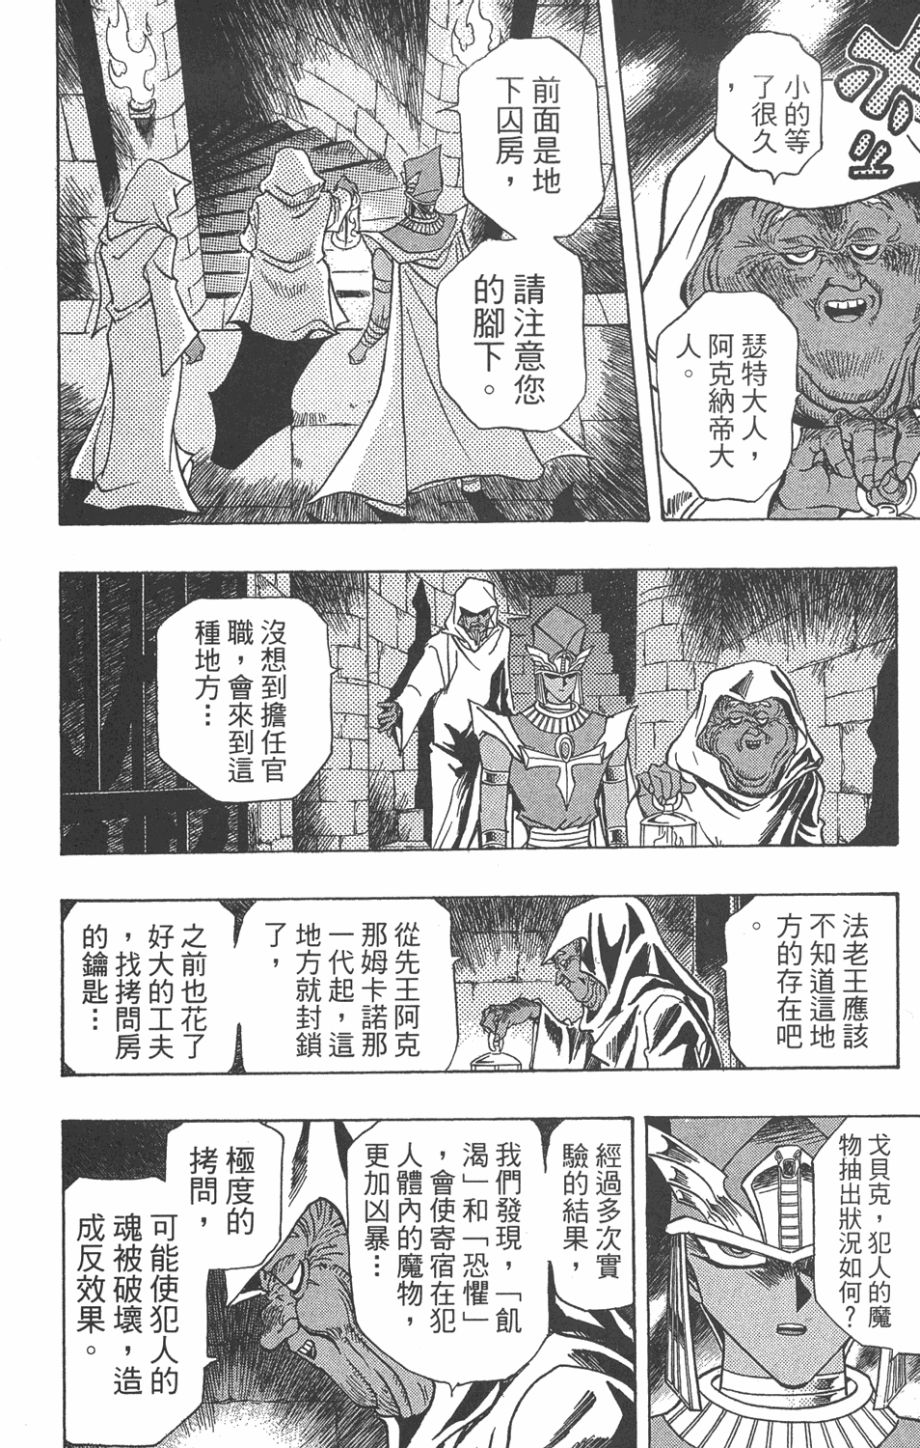 小的等
了很久
，
瑟特大人，
阿克納帝大
人。
前面是地
下囚房，
請注意您
的腳下。
沒想到擔任官
職，會來到這
種地方…
法老王應該
不知道這地
方的存在吧
。
從先王阿克
那姆卡諾那
一代起，這
地方就封鎖
了，
之前也花了
好大的工夫
，找拷問房
的鑰匙…
戈貝克，犯人的魔
物抽出狀況如何？
經過多次實
驗的結果，
我們發現，「飢
渴」和「恐懼」
，會使寄宿在犯
人體內的魔物，
更加凶暴…
極度的
拷問，
可能使犯人的
魂被破壞，造
成反效果。